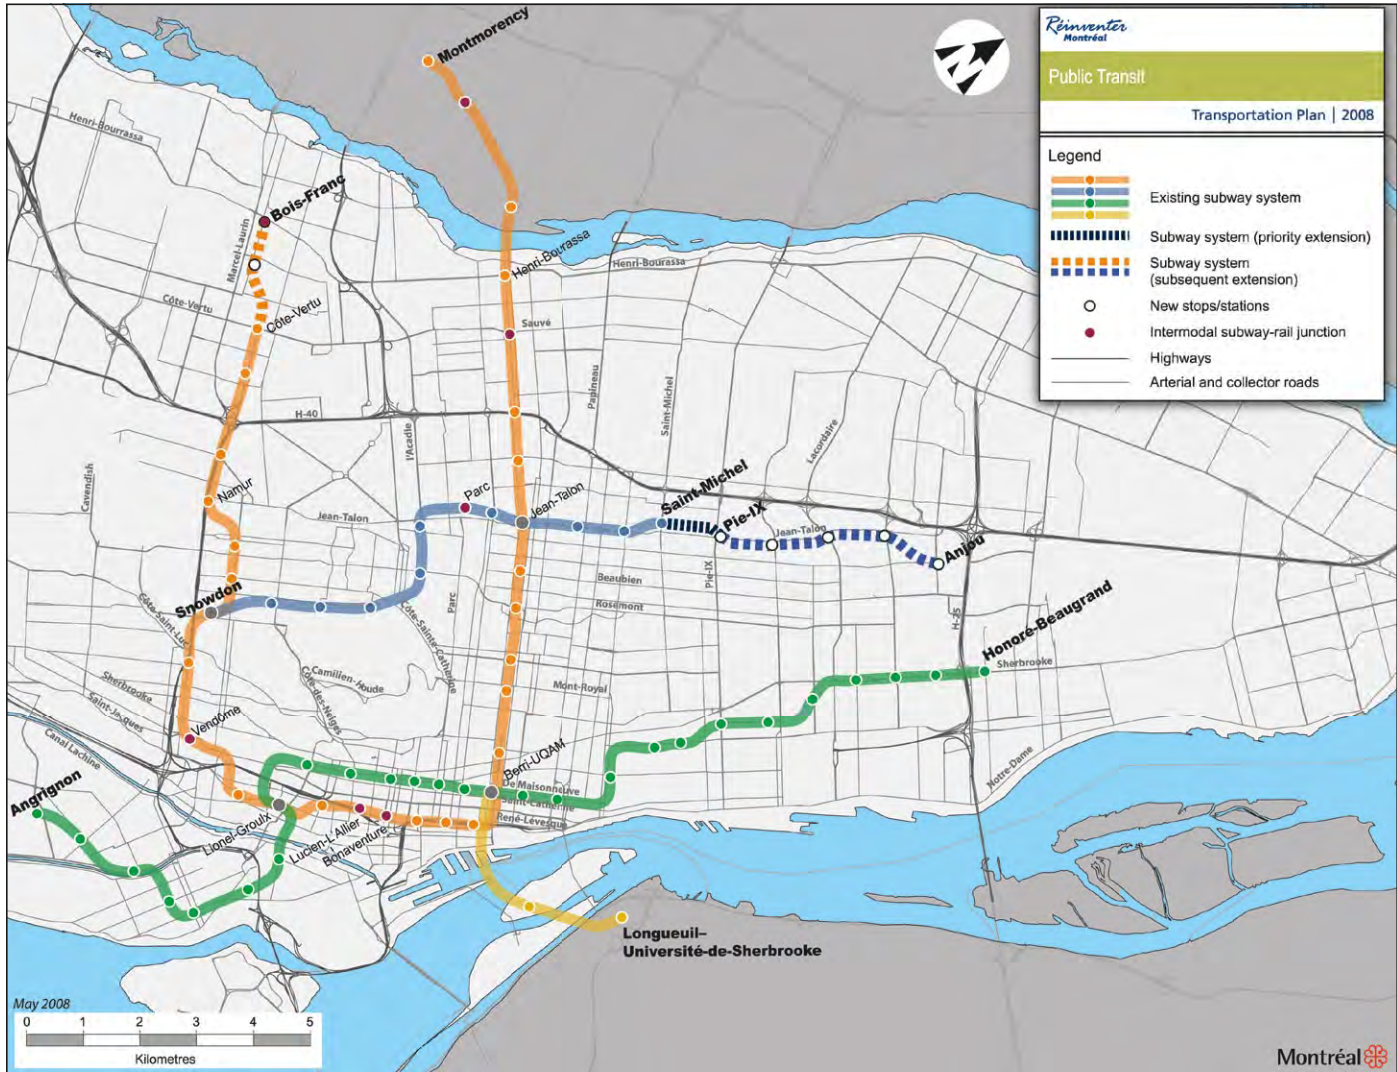 Réinventer
Montréal
Public Transit
Transportation Plan | 2008
Legend
Existing subway system
Subway system (priority extension)
Subway system
(subsequent extension)
New stops/stations
Intermodal subway-rail junction
Highways
Arterial and collector roads
Montmorency
Henri-Bourrassa
Bois-Franc
Marcel-Laurin
Henri-Bourassa
Henri-Bourassa
Côte-Vertu
Côte-Vertu
Sauvé
Papineau
Saint-Michel
H-40
l'Acadie
Lacordaire
Cavendish
Namur
Parc
Jean-Talon
Jean-Talon
Saint-Michel
Pie-IX
Jean-Talon
Anjou
Snowdon
Beaubien
Pie-IX
Parc
Rosemont
H-25
Honoré-Beaugrand
Côte-Saint-Luc
Côte-Sainte-Catherine
Sherbrooke
Sherbrooke
Camillien-Houde
Côte-des-Neiges
Mont-Royal
Saint-Jacques
Vendôme
Canal Lachine
Berri-UQAM
Notre-Dame
Angrignon
De Maisonneuve
Saint-Catherine
René-Lévesque
Lionel-Groulx
Lucien-L'Allier
Bonaventure
Longueuil–
Université-de-Sherbrooke
May 2008
0 1 2 3 4 5
Kilometres
Montréal